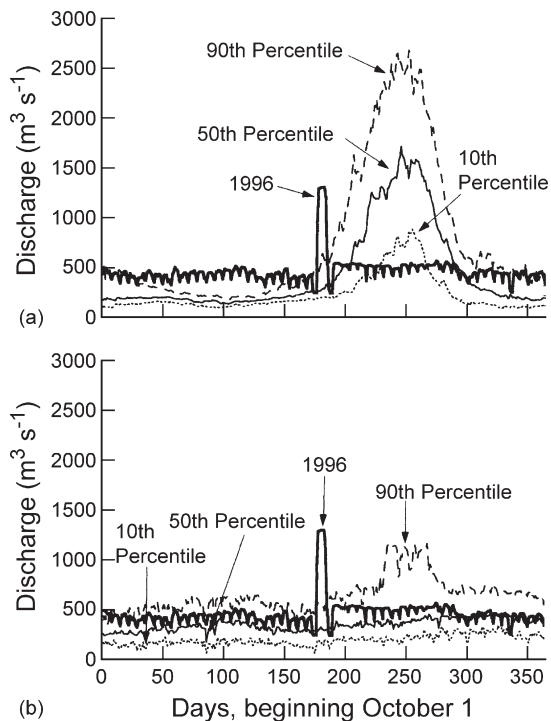 3000
2500
2000
1500
1000
500
0
Discharge (m³ s⁻¹)
90th Percentile
50th Percentile
10th
Percentile
1996
(a)
3000
2500
2000
1500
1000
500
0
Discharge (m³ s⁻¹)
1996
90th Percentile
50th Percentile
10th
Percentile
0 50 100 150 200 250 300 350
(b)
Days, beginning October 1